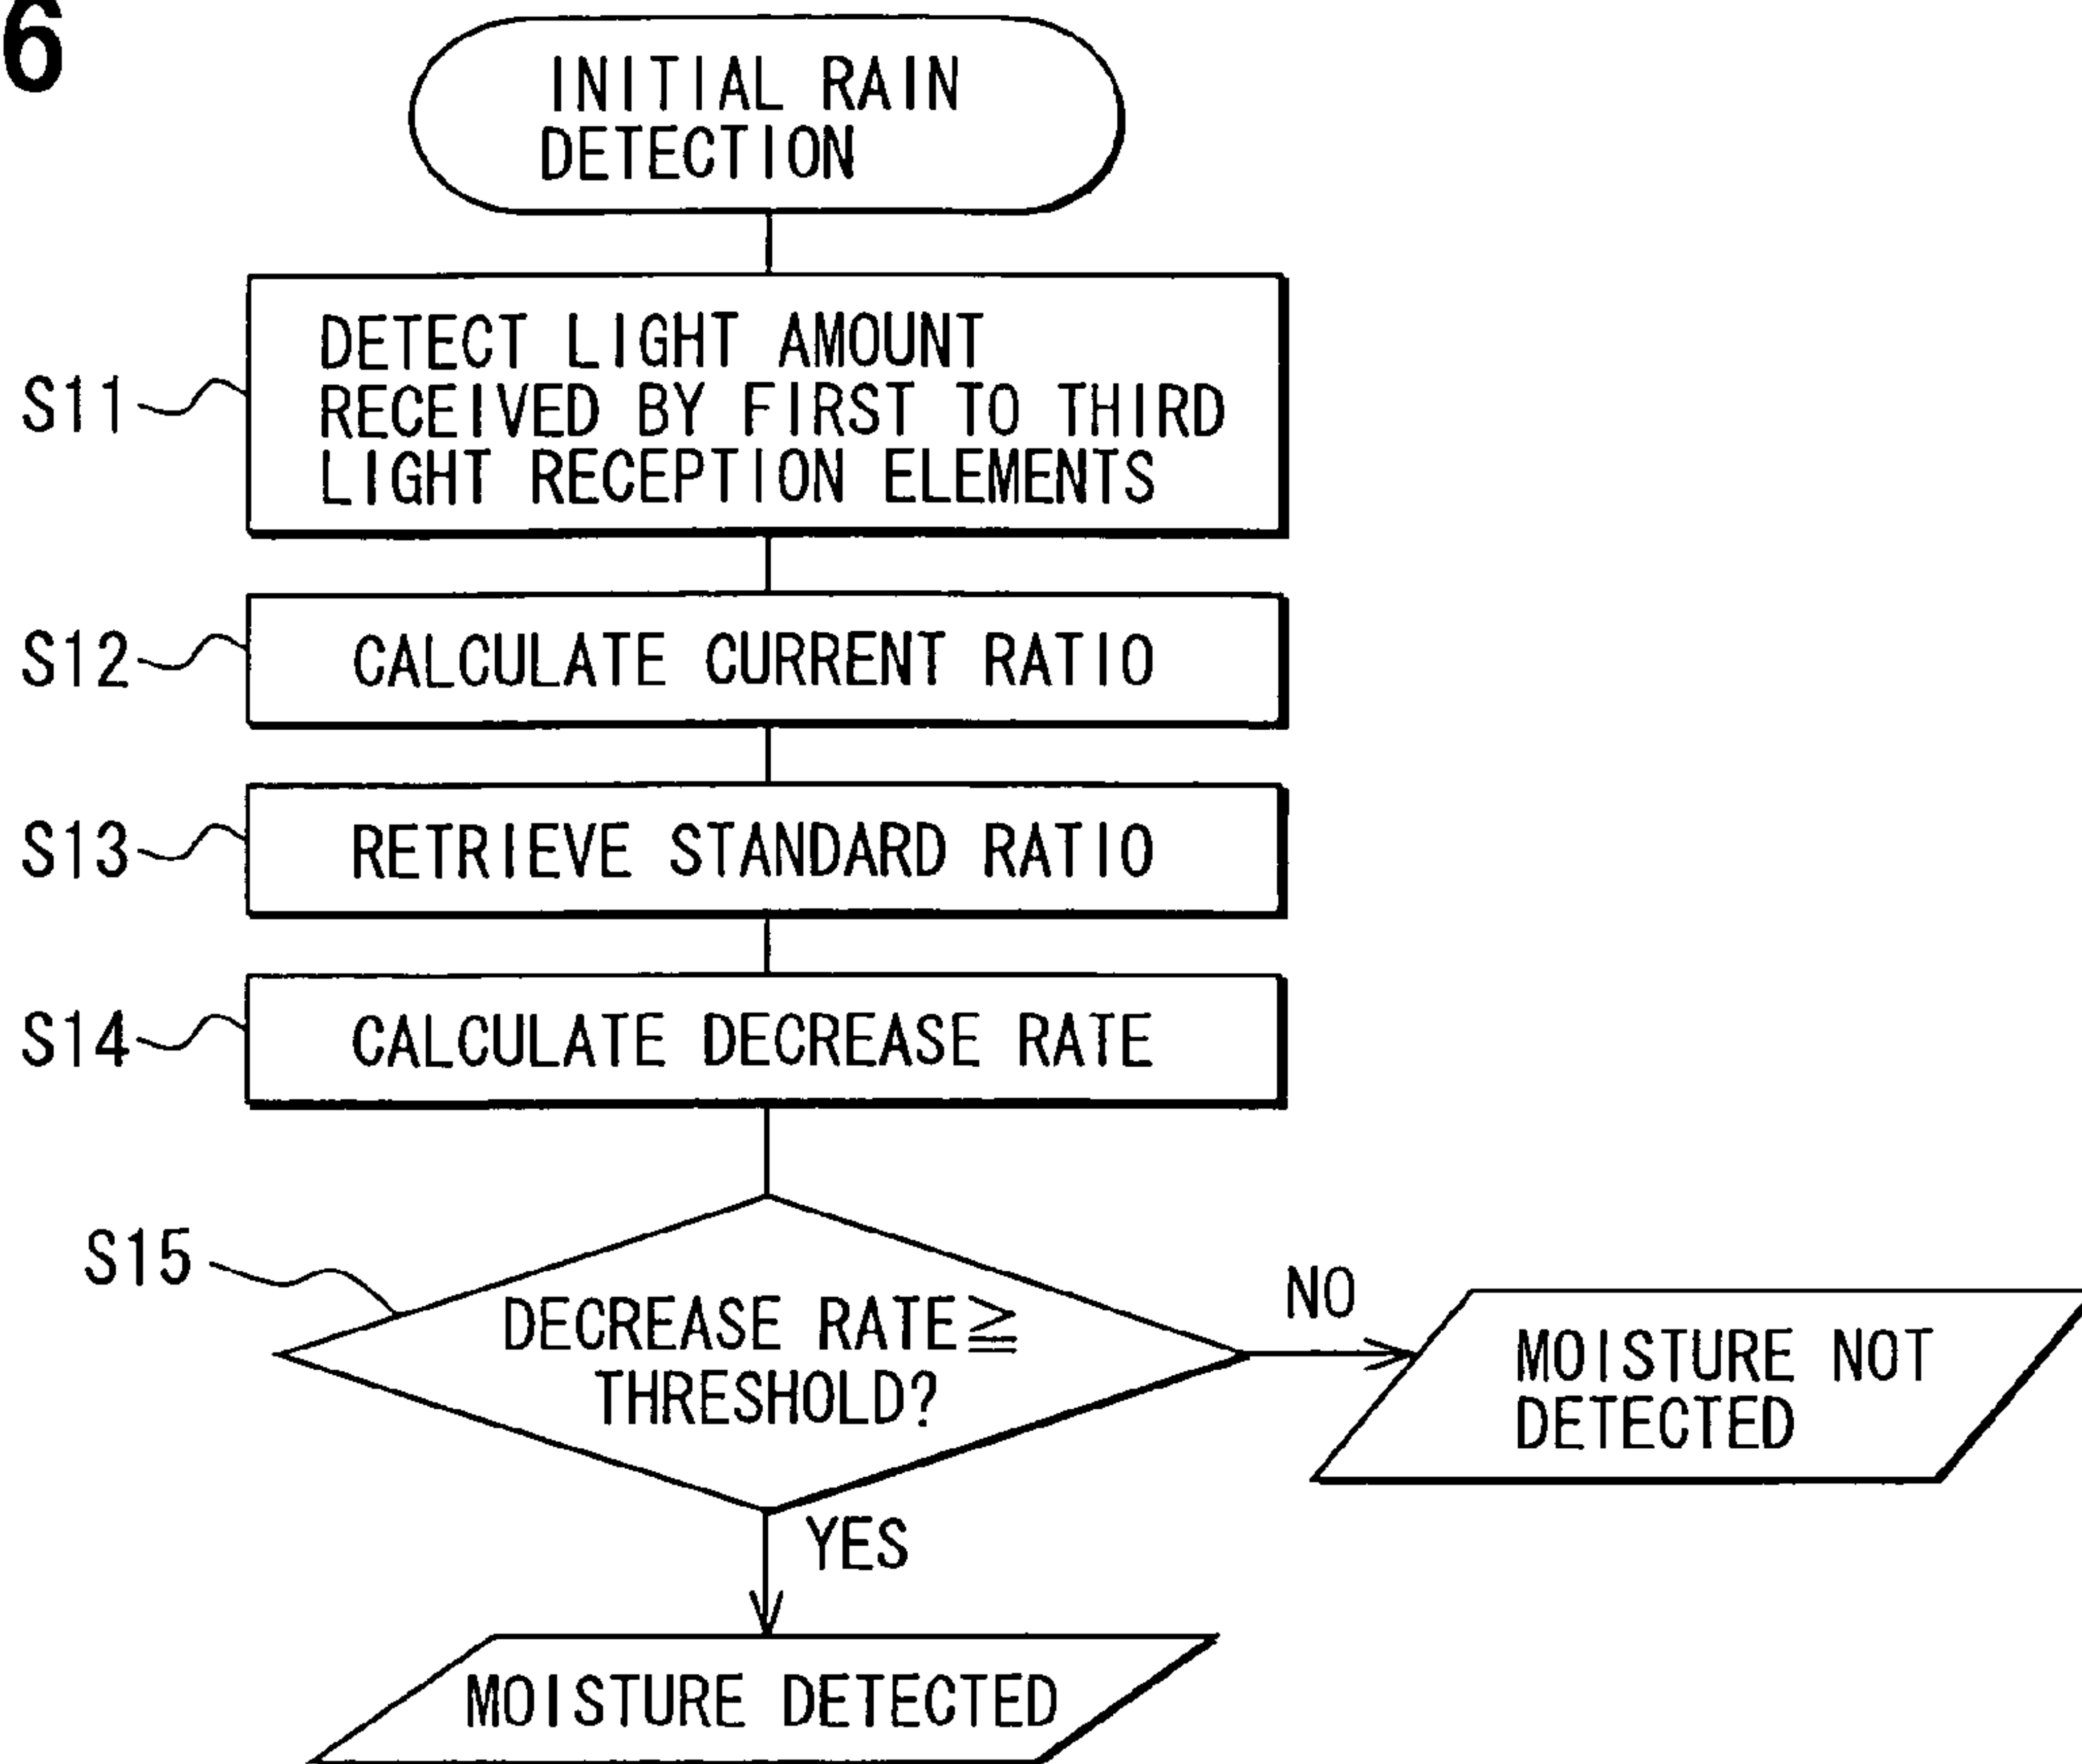 6
INITIAL RAIN
DETECTION
S11
DETECT LIGHT AMOUNT
RECEIVED BY FIRST TO THIRD
LIGHT RECEPTION ELEMENTS
S12
CALCULATE CURRENT RATIO
S13
RETRIEVE STANDARD RATIO
S14
CALCULATE DECREASE RATE
S15
DECREASE RATE≧
THRESHOLD?
NO
MOISTURE NOT
DETECTED
YES
MOISTURE DETECTED